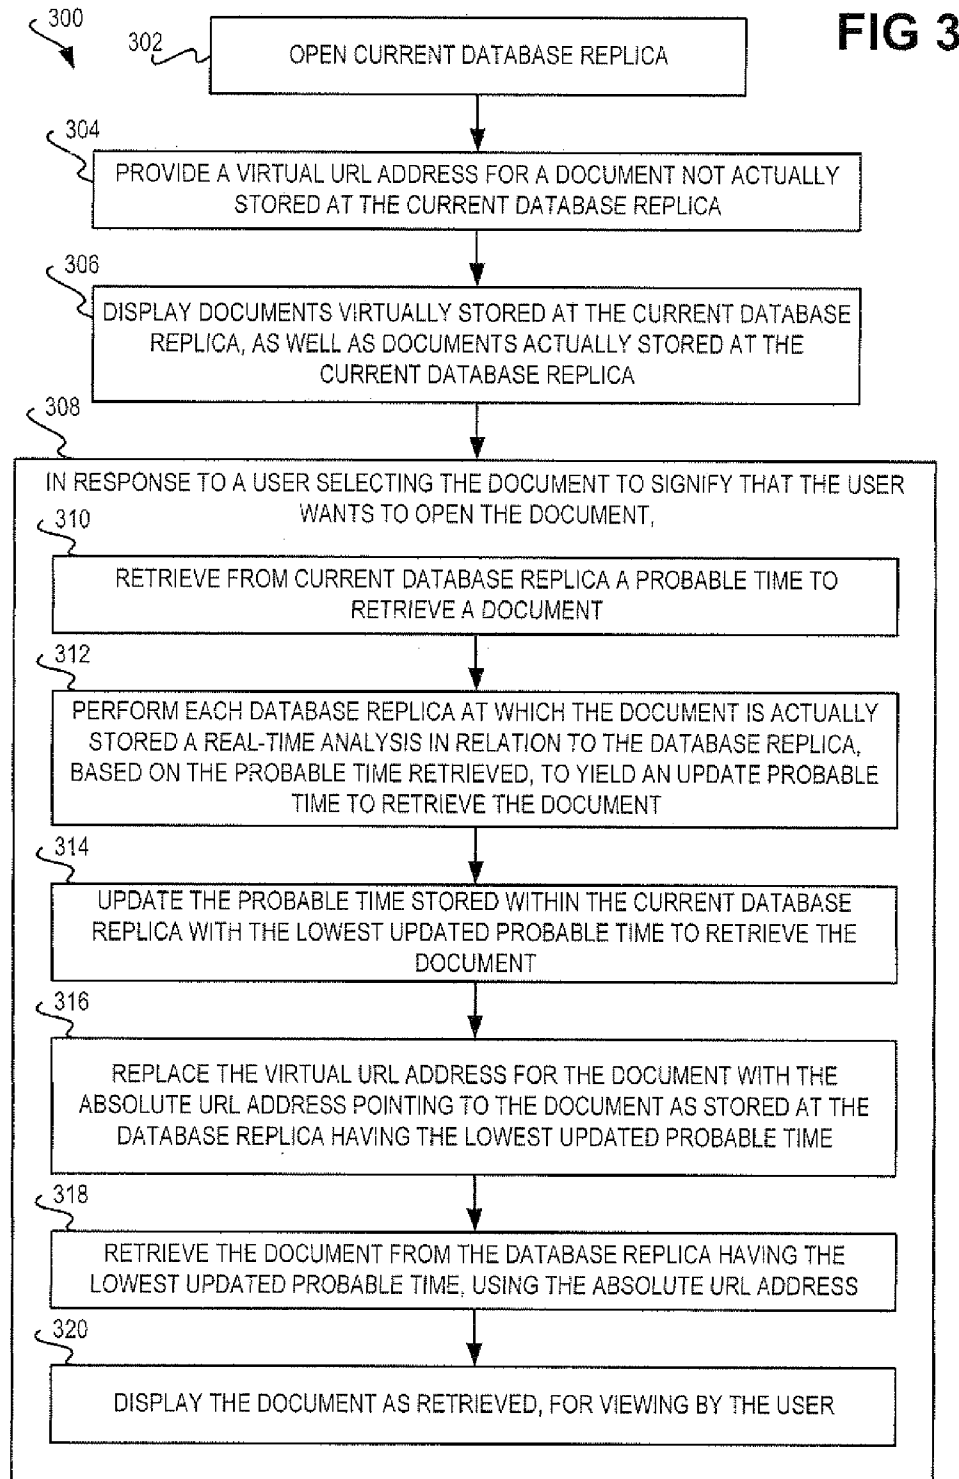 300
302
FIG 3
OPEN CURRENT DATABASE REPLICA
304
PROVIDE A VIRTUAL URL ADDRESS FOR A DOCUMENT NOT ACTUALLY
STORED AT THE CURRENT DATABASE REPLICA
306
DISPLAY DOCUMENTS VIRTUALLY STORED AT THE CURRENT DATABASE
REPLICA, AS WELL AS DOCUMENTS ACTUALLY STORED AT THE
CURRENT DATABASE REPLICA
308
IN RESPONSE TO A USER SELECTING THE DOCUMENT TO SIGNIFY THAT THE USER
WANTS TO OPEN THE DOCUMENT,
310
RETRIEVE FROM CURRENT DATABASE REPLICA A PROBABLE TIME TO
RETRIEVE A DOCUMENT
312
PERFORM EACH DATABASE REPLICA AT WHICH THE DOCUMENT IS ACTUALLY
STORED A REAL-TIME ANALYSIS IN RELATION TO THE DATABASE REPLICA,
BASED ON THE PROBABLE TIME RETRIEVED, TO YIELD AN UPDATE PROBABLE
TIME TO RETRIEVE THE DOCUMENT
314
UPDATE THE PROBABLE TIME STORED WITHIN THE CURRENT DATABASE
REPLICA WITH THE LOWEST UPDATED PROBABLE TIME TO RETRIEVE THE
DOCUMENT
316
REPLACE THE VIRTUAL URL ADDRESS FOR THE DOCUMENT WITH THE
ABSOLUTE URL ADDRESS POINTING TO THE DOCUMENT AS STORED AT THE
DATABASE REPLICA HAVING THE LOWEST UPDATED PROBABLE TIME
318
RETRIEVE THE DOCUMENT FROM THE DATABASE REPLICA HAVING THE
LOWEST UPDATED PROBABLE TIME, USING THE ABSOLUTE URL ADDRESS
320
DISPLAY THE DOCUMENT AS RETRIEVED, FOR VIEWING BY THE USER